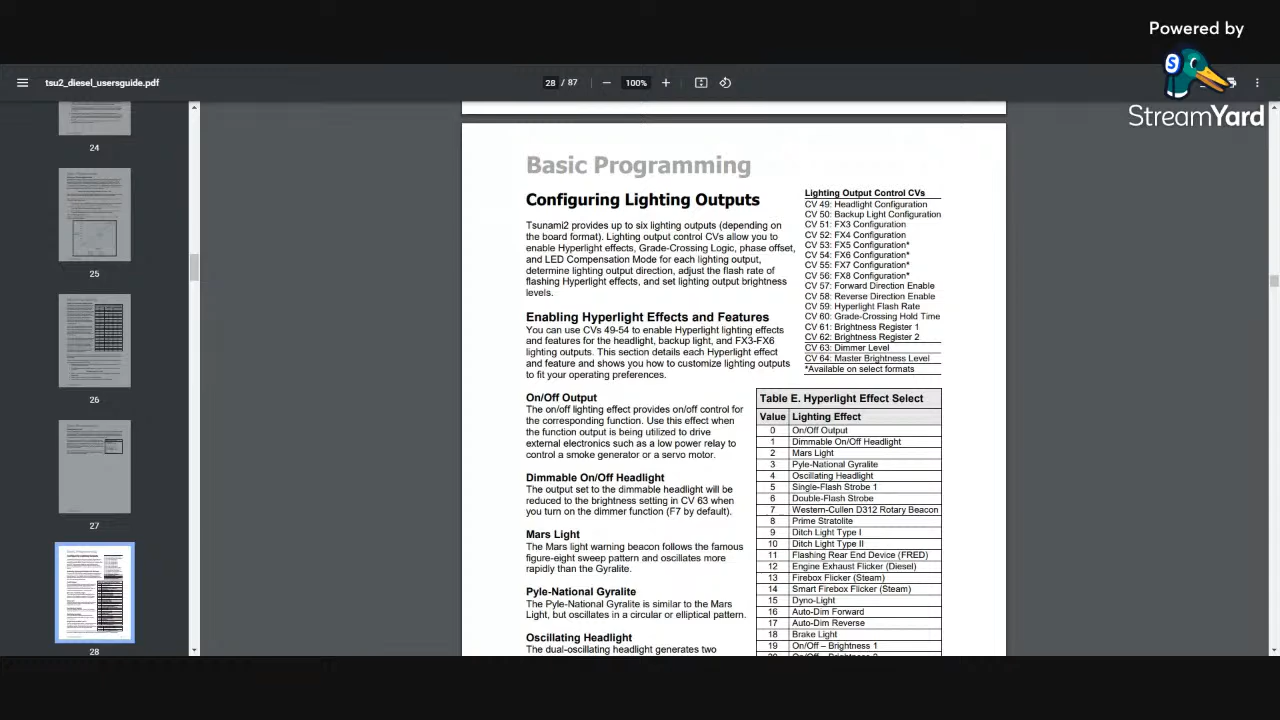 Powered by
StreamYard
tsu2_diesel_usersguide.pdf
28 / 87
100%
24
25
26
27
28
Basic Programming
Configuring Lighting Outputs
Tsunami2 provides up to six lighting outputs (depending on
the board format). Lighting output control CVs allow you to
enable Hyperlight effects, Grade-Crossing Logic, phase offset,
and LED Compensation Mode for each lighting output,
determine lighting output direction, adjust the flash rate of
flashing Hyperlight effects, and set lighting output brightness
levels.
Lighting Output Control CVs
CV 49: Headlight Configuration
CV 50: Backup Light Configuration
CV 51: FX3 Configuration
CV 52: FX4 Configuration
CV 53: FX5 Configuration*
CV 54: FX6 Configuration*
CV 55: FX7 Configuration*
CV 56: FX8 Configuration*
CV 57: Forward Direction Enable
CV 58: Reverse Direction Enable
CV 59: Hyperlight Flash Rate
CV 60: Grade-Crossing Hold Time
CV 61: Brightness Register 1
CV 62: Brightness Register 2
CV 63: Dimmer Level
CV 64: Master Brightness Level
*Available on select formats
Enabling Hyperlight Effects and Features
You can use CVs 49-54 to enable Hyperlight lighting effects
and features for the headlight, backup light, and FX3-FX6
lighting outputs. This section details each Hyperlight effect
and feature and shows you how to customize lighting outputs
to fit your operating preferences.
On/Off Output
The on/off lighting effect provides on/off control for
the corresponding function. Use this effect when
the function output is being utilized to drive
external electronics such as a low power relay to
control a smoke generator or a servo motor.
Dimmable On/Off Headlight
The output set to the dimmable headlight will be
reduced to the brightness setting in CV 63 when
you turn on the dimmer function (F7 by default).
Mars Light
The Mars light warning beacon follows the famous
figure-eight sweep pattern and oscillates more
rapidly than the Gyralite.
Pyle-National Gyralite
The Pyle-National Gyralite is similar to the Mars
Light, but oscillates in a circular or elliptical pattern.
Oscillating Headlight
The dual-oscillating headlight generates two
Table E. Hyperlight Effect Select
Value Lighting Effect
0 On/Off Output
1 Dimmable On/Off Headlight
2 Mars Light
3 Pyle-National Gyralite
4 Oscillating Headlight
5 Single-Flash Strobe 1
6 Double-Flash Strobe
7 Western-Cullen D312 Rotary Beacon
8 Prime Stratolite
9 Ditch Light Type I
10 Ditch Light Type II
11 Flashing Rear End Device (FRED)
12 Engine Exhaust Flicker (Diesel)
13 Firebox Flicker (Steam)
14 Smart Firebox Flicker (Steam)
15 Dyno-Light
16 Auto-Dim Forward
17 Auto-Dim Reverse
18 Brake Light
19 On/Off – Brightness 1